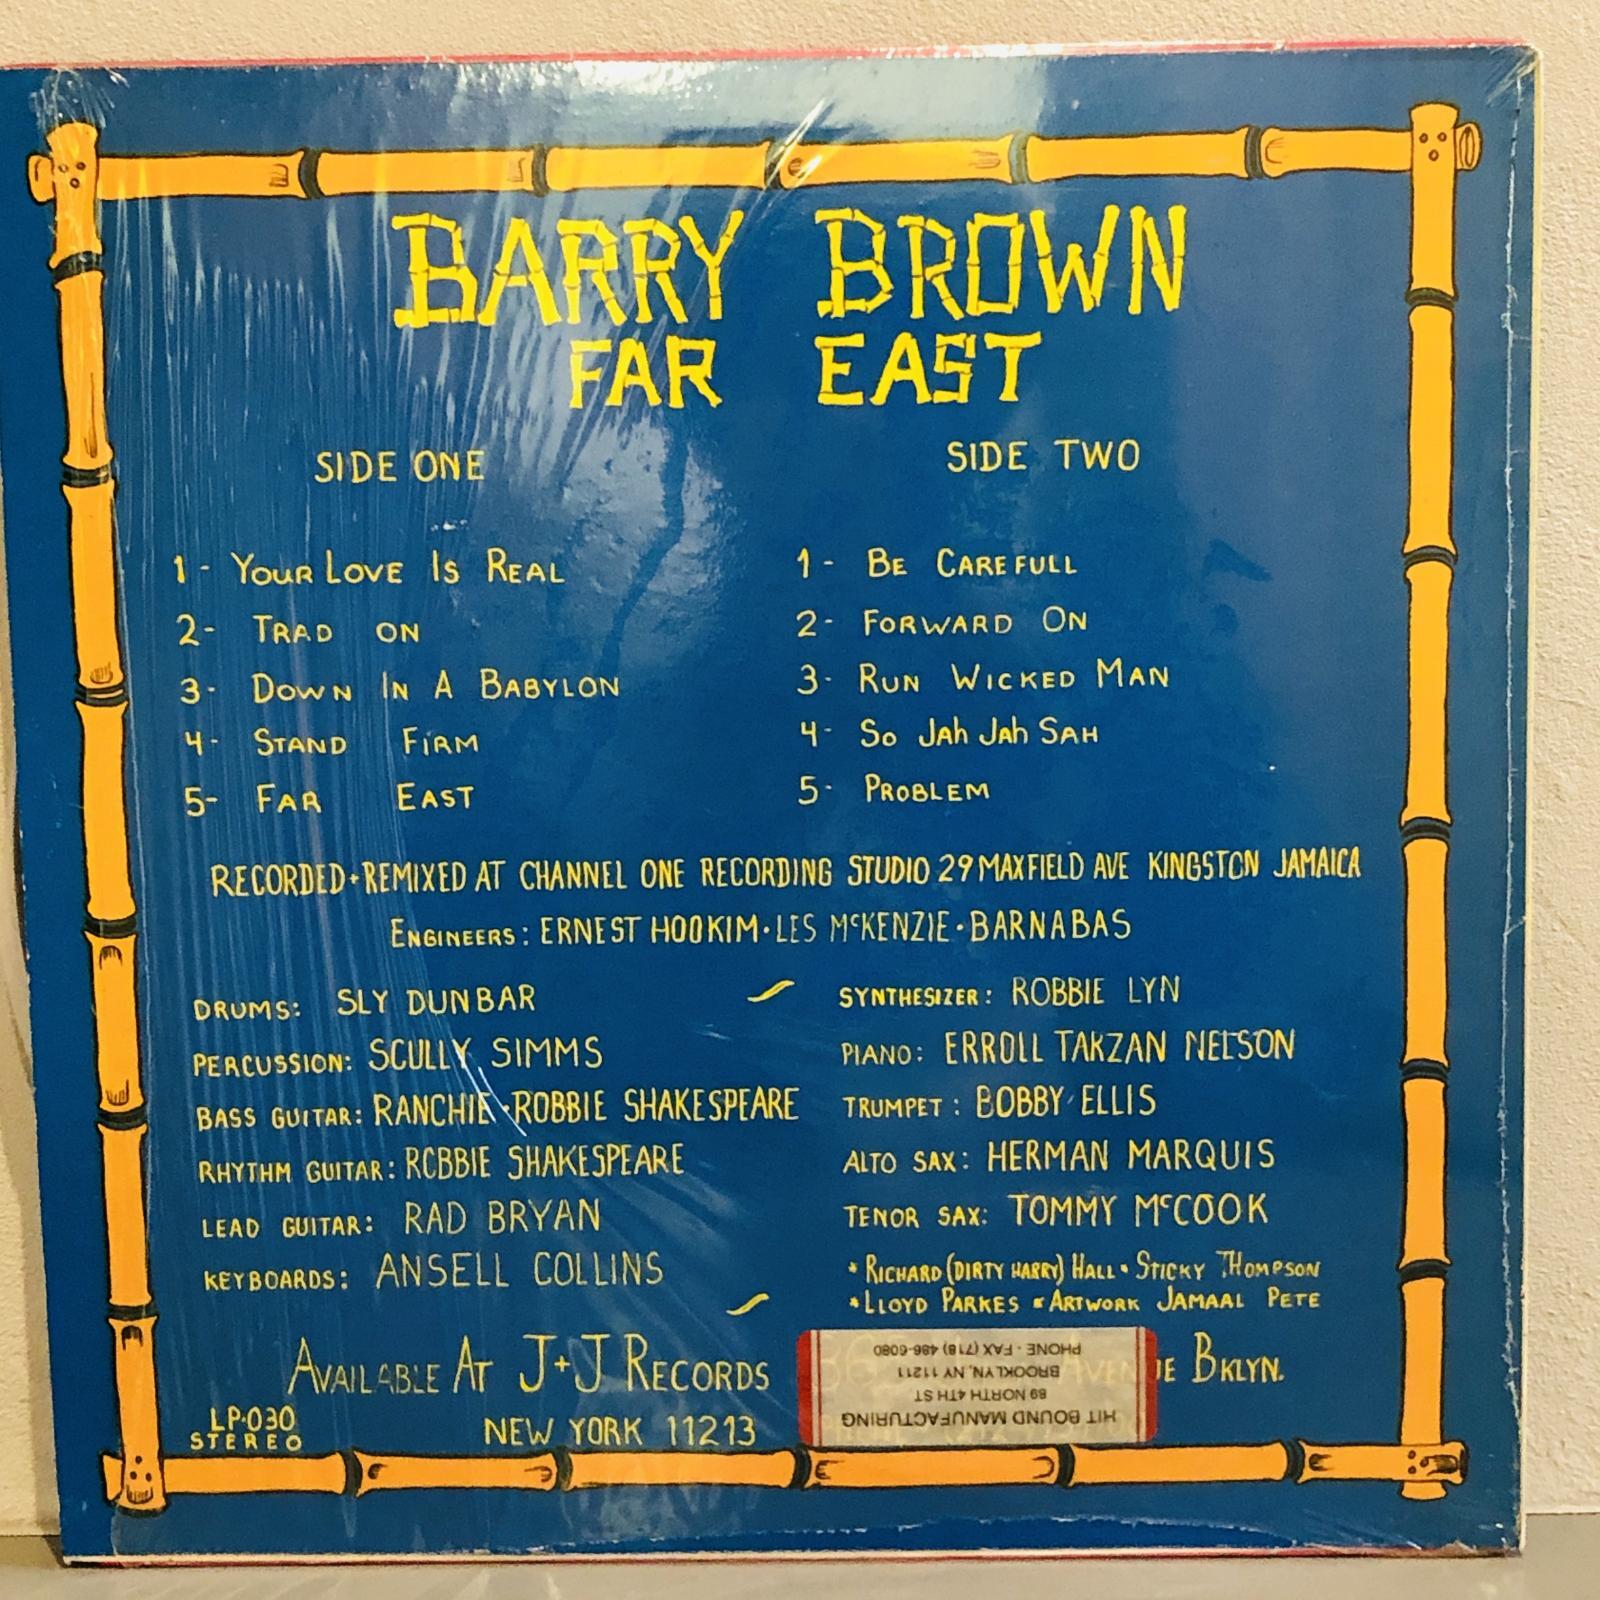 BARRY BROWN
FAR EAST
SIDE ONE
1- YOUR LOVE IS REAL
2- TRAD ON
3- DOWN IN A BABYLON
4- STAND FIRM
5- FAR EAST
SIDE TWO
1- BE CAREFULL
2- FORWARD ON
3- RUN WICKED MAN
4- SO JAH JAH SAH
5- PROBLEM
RECORDED+REMIXED AT CHANNEL ONE RECORDING STUDIO 29 MAXFIELD AVE KINGSTON JAMAICA
ENGINEERS: ERNEST HOOKIM·LES McKENZIE·BARNABAS
DRUMS: SLY DUNBAR
PERCUSSION: SCULLY SIMMS
BASS GUITAR: RANCHIE·ROBBIE SHAKESPEARE
RHYTHM GUITAR: ROBBIE SHAKESPEARE
LEAD GUITAR: RAD BRYAN
KEYBOARDS: ANSELL COLLINS
SYNTHESIZER: ROBBIE LYN
PIANO: ERROLL TARZAN NELSON
TRUMPET: BOBBY ELLIS
ALTO SAX: HERMAN MARQUIS
TENOR SAX: TOMMY McCOOK
*RICHARD (DIRTY HARRY) HALL* STICKY THOMPSON
*LLOYD PARKES *ARTWORK JAMAAL PETE
AVAILABLE AT J+J RECORDS BKLYN.
NEW YORK 11213
LP·030
STEREO
HIT BOUND MANUFACTURING
89 NORTH 4TH ST
BROOKLYN, NY 11211
PHONE · FAX (718) 486-6080